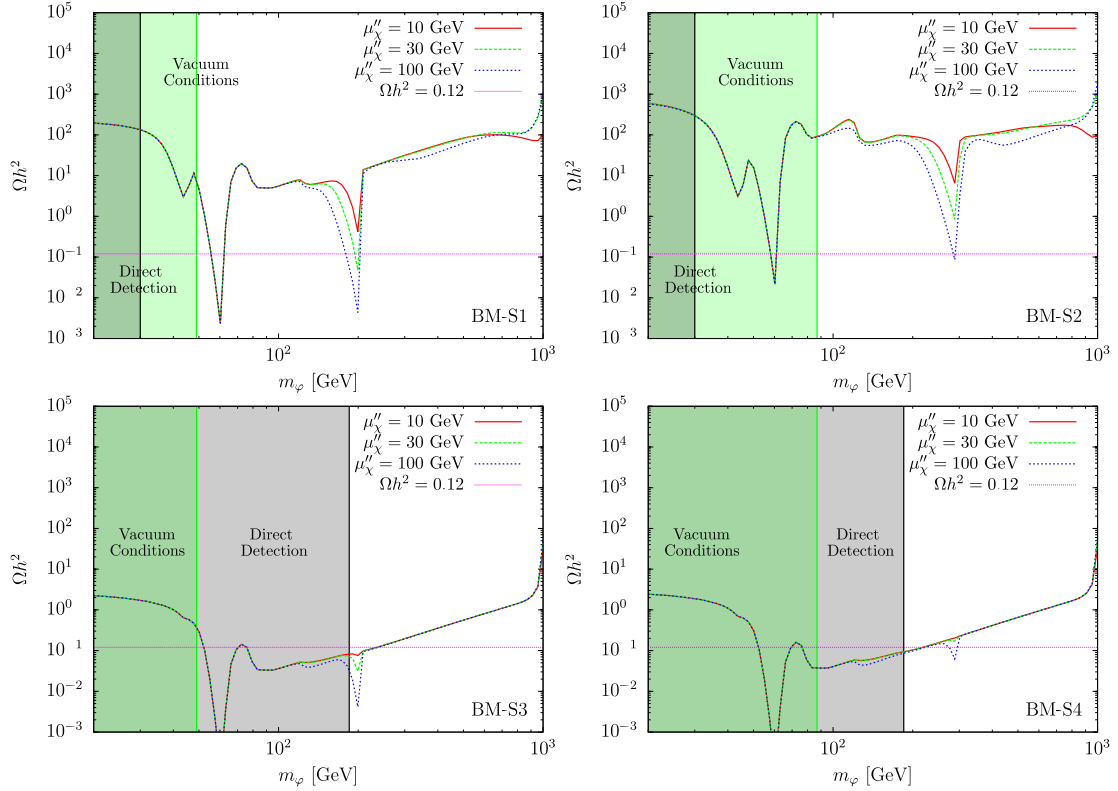 10^5
10^4
10^3
10^2
10^1
10^0
10^-1
10^-2
10^-3
Ωh^2
μ''_χ = 10 GeV
μ''_χ = 30 GeV
μ''_χ = 100 GeV
Ωh^2 = 0.12
Vacuum
Conditions
Direct
Detection
BM-S1
10^2
10^3
m_φ [GeV]
10^5
10^4
10^3
10^2
10^1
10^0
10^-1
10^-2
10^-3
Ωh^2
μ''_χ = 10 GeV
μ''_χ = 30 GeV
μ''_χ = 100 GeV
Ωh^2 = 0.12
Vacuum
Conditions
Direct
Detection
BM-S2
10^2
10^3
m_φ [GeV]
10^5
10^4
10^3
10^2
10^1
10^0
10^-1
10^-2
10^-3
Ωh^2
μ''_χ = 10 GeV
μ''_χ = 30 GeV
μ''_χ = 100 GeV
Ωh^2 = 0.12
Vacuum
Conditions
Direct
Detection
BM-S3
10^2
10^3
m_φ [GeV]
10^5
10^4
10^3
10^2
10^1
10^0
10^-1
10^-2
10^-3
Ωh^2
μ''_χ = 10 GeV
μ''_χ = 30 GeV
μ''_χ = 100 GeV
Ωh^2 = 0.12
Vacuum
Conditions
Direct
Detection
BM-S4
10^2
10^3
m_φ [GeV]